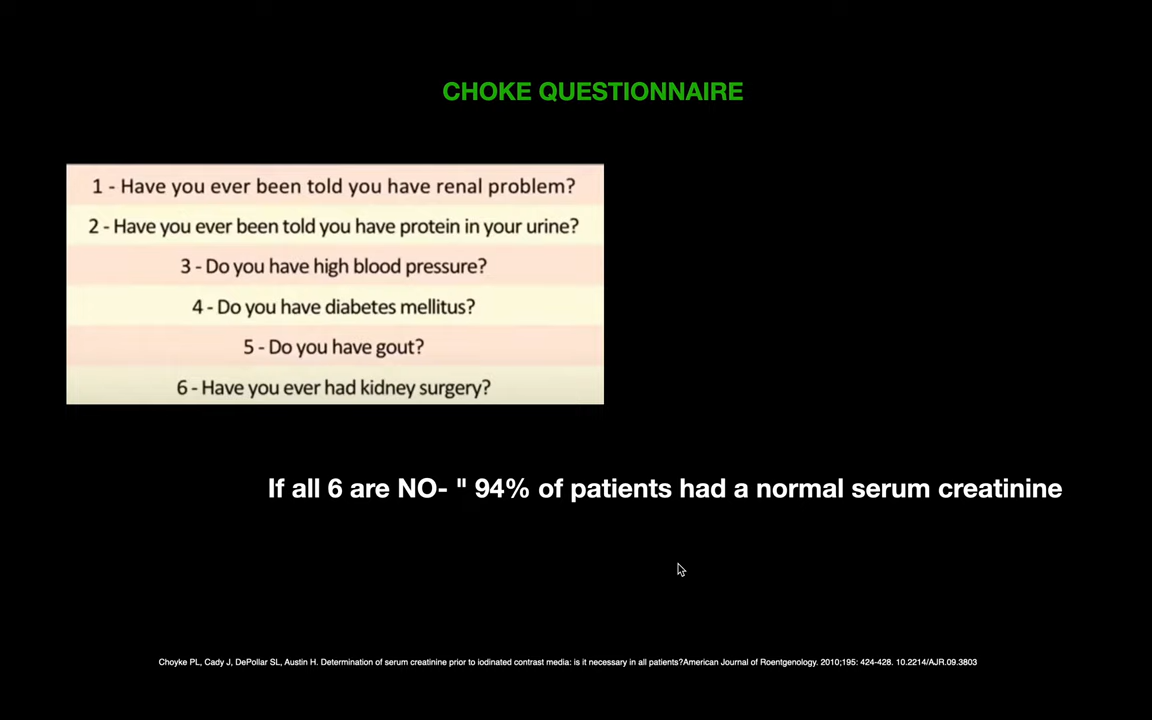 CHOKE QUESTIONNAIRE
1 - Have you ever been told you have renal problem?
2 - Have you ever been told you have protein in your urine?
3 - Do you have high blood pressure?
4 - Do you have diabetes mellitus?
5 - Do you have gout?
6 - Have you ever had kidney surgery?
If all 6 are NO- " 94% of patients had a normal serum creatinine
Choyke PL, Cady J, DePollar SL, Austin H. Determination of serum creatinine prior to iodinated contrast media: is it necessary in all patients?American Journal of Roentgenology. 2010;195: 424-428. 10.2214/AJR.09.3803